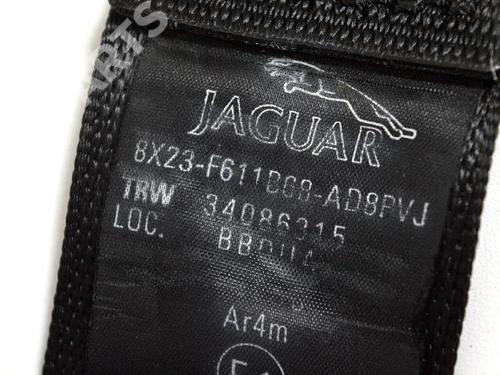 JAGUAR
8X23-F611B68-AD8PVJ
TRW 34086315
LOC.
Ar4m